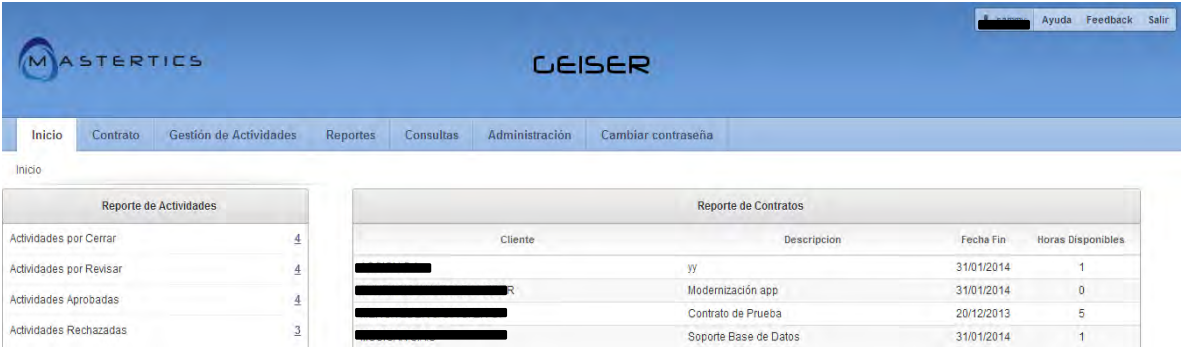 Ayuda Feedback Salir
MASTERTICS
GEISER
Inicio Contrato Gestión de Actividades Reportes Consultas Administración Cambiar contraseña
Inicio
Reporte de Actividades
Actividades por Cerrar 4
Actividades por Revisar 4
Actividades Aprobadas 4
Actividades Rechazadas 3
Reporte de Contratos
Cliente Descripcion Fecha Fin Horas Disponibles
yy 31/01/2014 1
R Modernización app 31/01/2014 0
Contrato de Prueba 20/12/2013 5
Soporte Base de Datos 31/01/2014 1